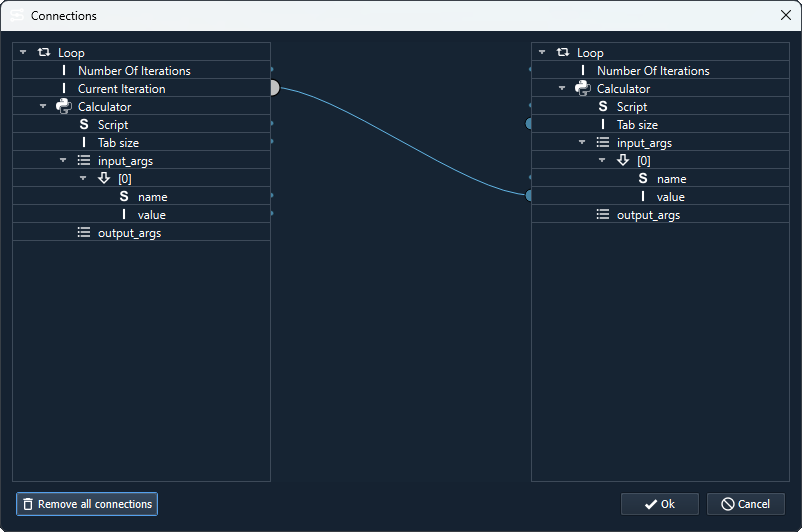 Connections
Loop
I Number Of Iterations
I Current Iteration
Calculator
S Script
I Tab size
input_args
[0]
S name
I value
output_args
Loop
I Number Of Iterations
Calculator
S Script
I Tab size
input_args
[0]
S name
I value
output_args
Remove all connections
Ok
Cancel